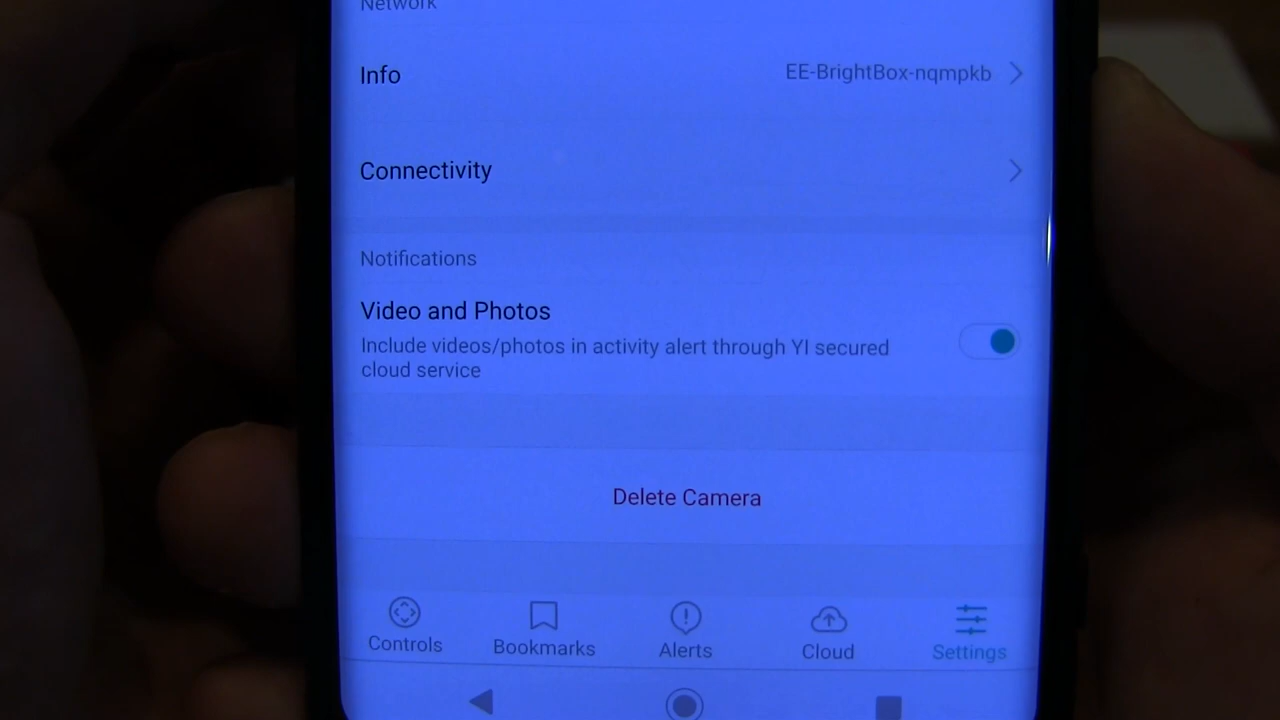 Network
Info
EE-BrightBox-nqmpkb
Connectivity
Notifications
Video and Photos
Include videos/photos in activity alert through YI secured
cloud service
Delete Camera
Controls
Bookmarks
Alerts
Cloud
Settings